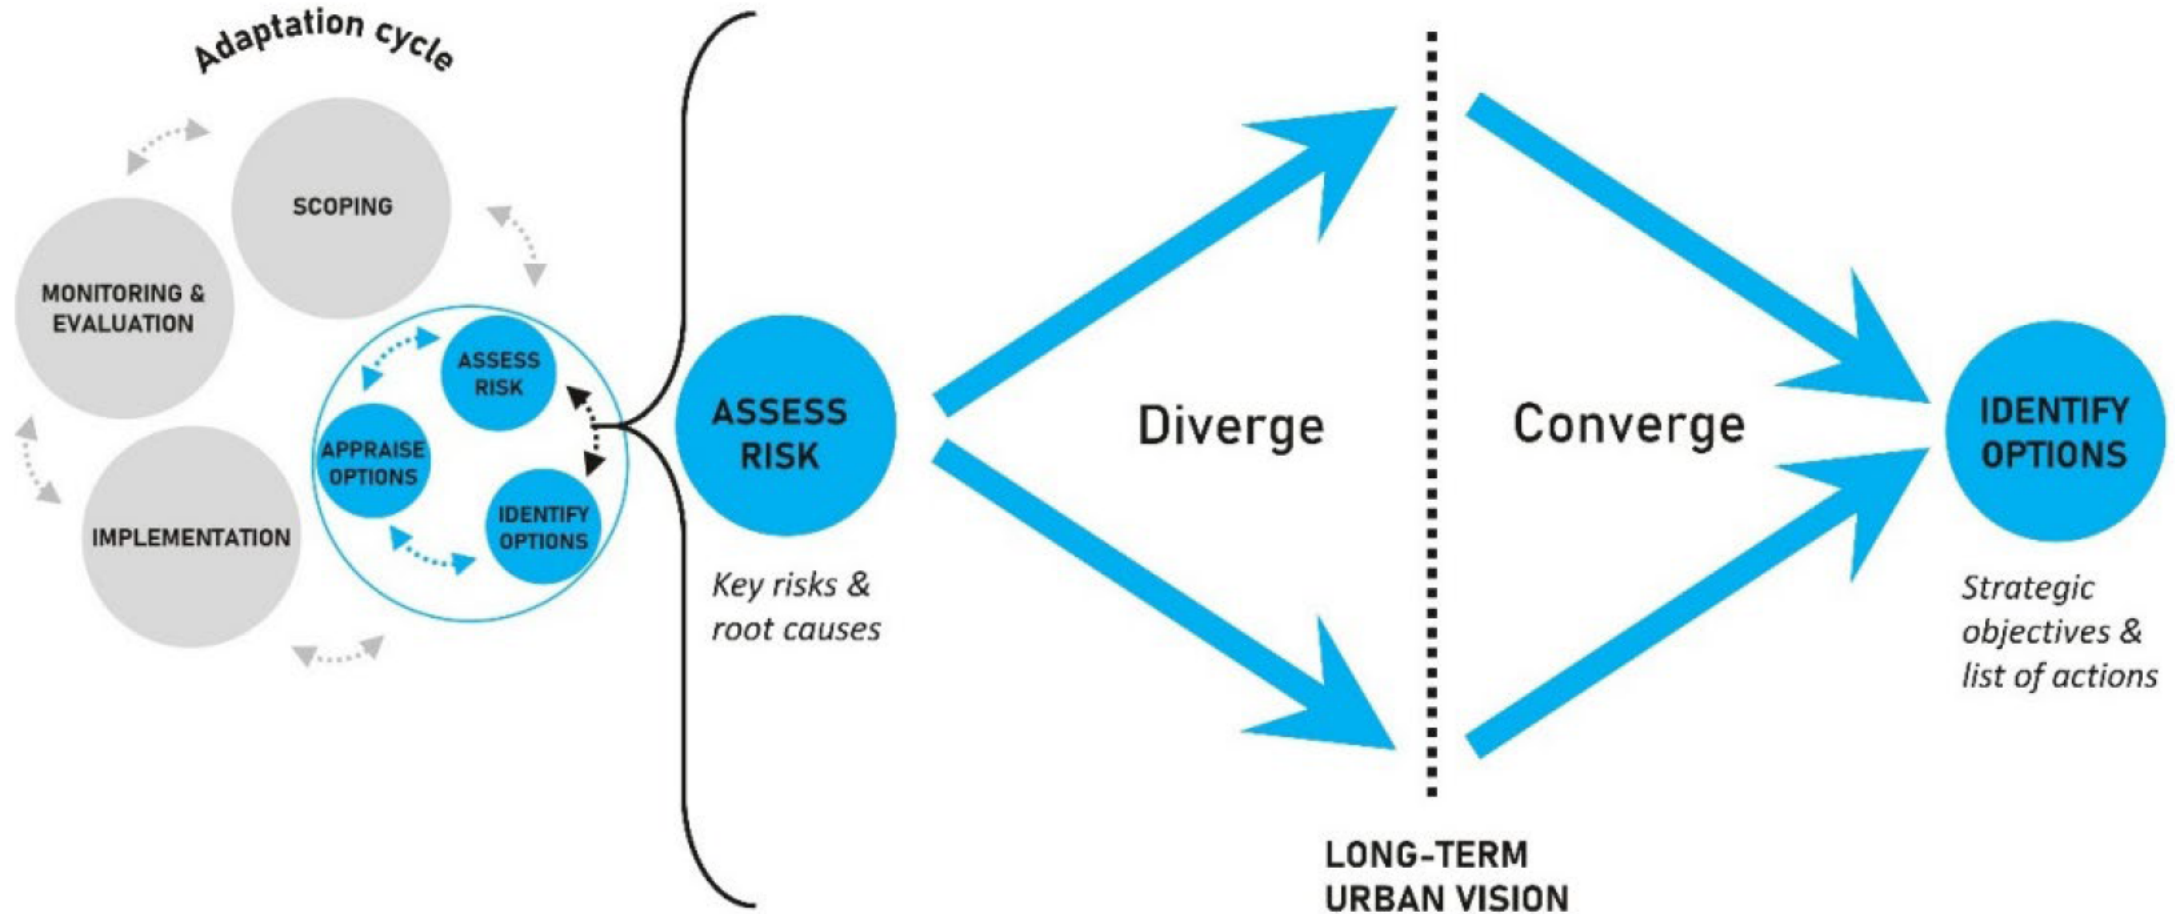 Adaptation cycle
SCOPING
MONITORING &
EVALUATION
IMPLEMENTATION
ASSESS
RISK
APPRAISE
OPTIONS
IDENTIFY
OPTIONS
ASSESS
RISK
Key risks &
root causes
Diverge
Converge
LONG-TERM
URBAN VISION
IDENTIFY
OPTIONS
Strategic
objectives &
list of actions